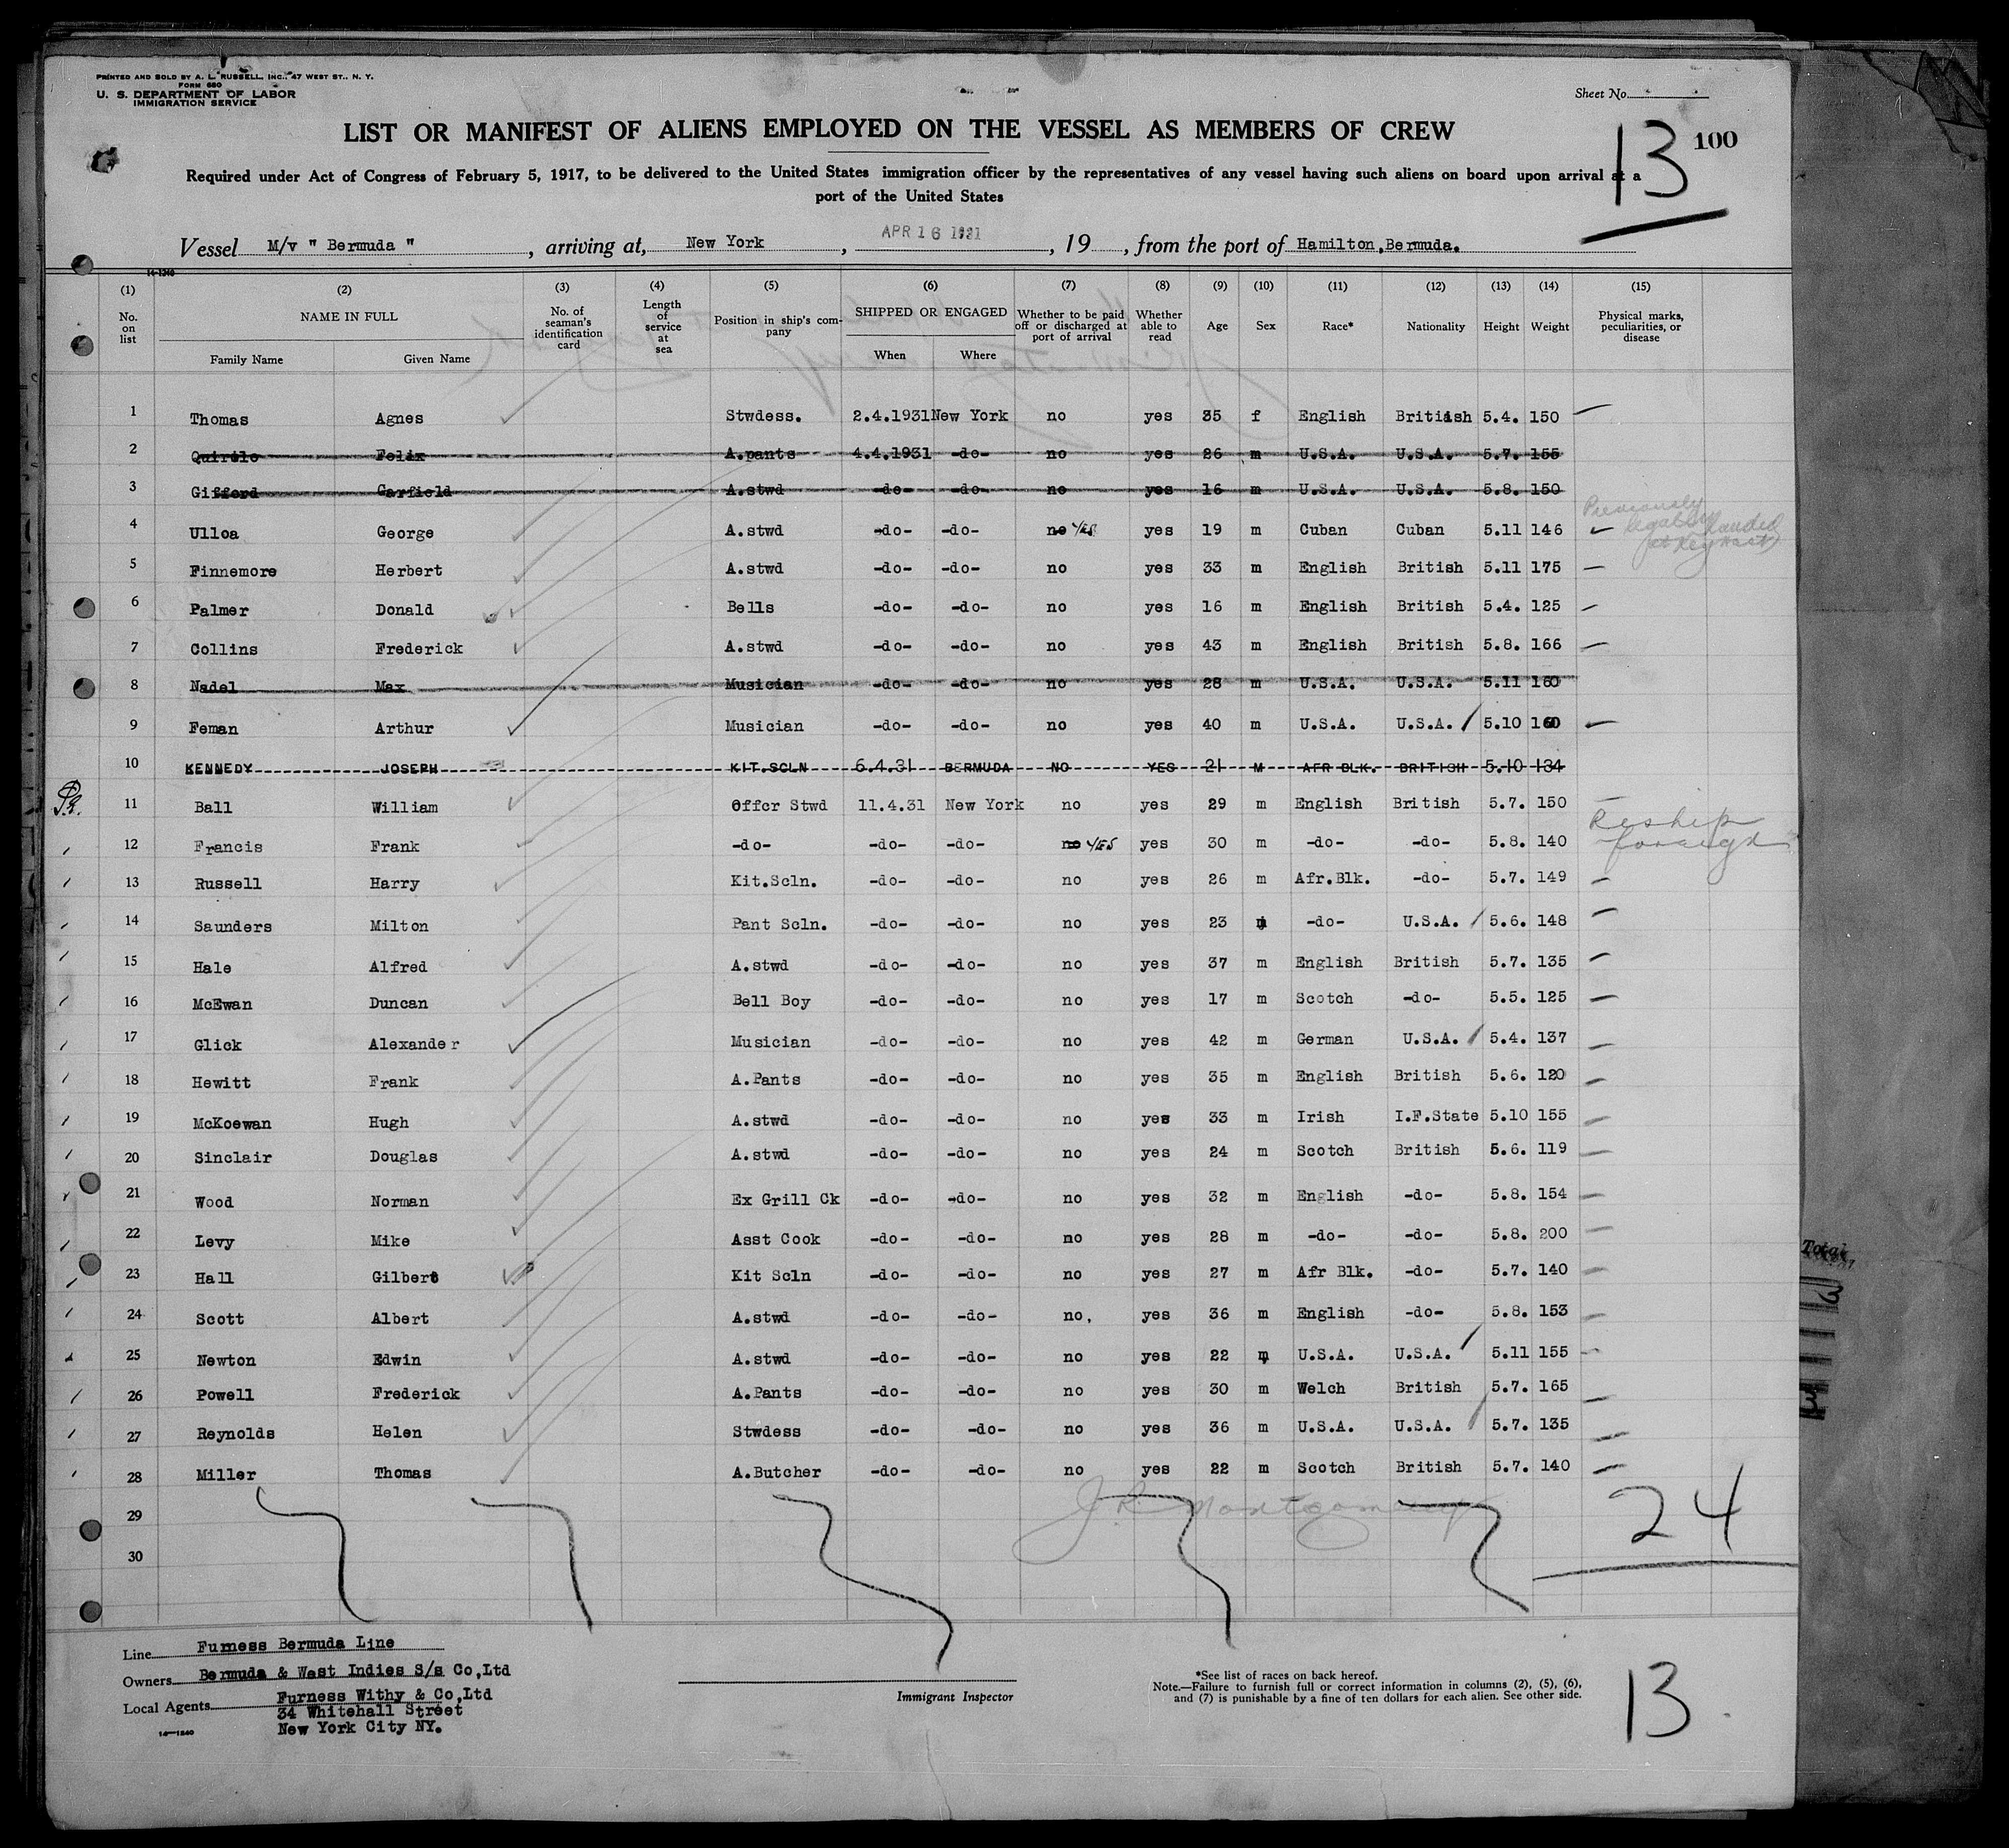 PRINTED AND SOLD BY A. L. RUSSELL, INC., 47 WEST ST., N. Y.
FORM 680
U. S. DEPARTMENT OF LABOR
IMMIGRATION SERVICE
Sheet No.
LIST OR MANIFEST OF ALIENS EMPLOYED ON THE VESSEL AS MEMBERS OF CREW
13 100
Required under Act of Congress of February 5, 1917, to be delivered to the United States immigration officer by the representatives of any vessel having such aliens on board upon arrival at a
port of the United States
Vessel M/v " Bermuda " , arriving at, New York , APR 16 1931 , 19 , from the port of Hamilton,Bermuda.
14-1240
(1) No. on list (2) NAME IN FULL Family Name Given Name (3) No. of seaman's identification card (4) Length of service at sea (5) Position in ship's company (6) SHIPPED OR ENGAGED When Where (7) Whether to be paid off or discharged at port of arrival (8) Whether able to read (9) Age (10) Sex (11) Race* (12) Nationality (13) Height (14) Weight (15) Physical marks, peculiarities, or disease
1 Thomas Agnes Stwdess. 2.4.1931 New York no yes 35 f English Britiish 5.4. 150
2 Quirilo Felix A.pants 4.4.1931 -do- no yes 26 m U.S.A. U.S.A. 5.7. 155
3 Gifford Garfield A.stwd -do- -do- no yes 16 m U.S.A. U.S.A. 5.8. 150
4 Ulloa George A.stwd -do- -do- no YES yes 19 m Cuban Cuban 5.11 146 Previously legally landed at Key West
5 Finnemore Herbert A.stwd -do- -do- no yes 33 m English British 5.11 175
6 Palmer Donald Bells -do- -do- no yes 16 m English British 5.4. 125
7 Collins Frederick A.stwd -do- -do- no yes 43 m English British 5.8. 166
8 Nadel Max Musician -do- -do- no yes 28 m U.S.A. U.S.A. 5.11 160
9 Feman Arthur Musician -do- -do- no yes 40 m U.S.A. U.S.A. 5.10 160
10 KENNEDY JOSEPH KIT.SCLN 6.4.31 BERMUDA NO YES 21 M AFR BLK. BRITISH 5.10 134
11 Ball William Offcr Stwd 11.4.31 New York no yes 29 m English British 5.7. 150
12 Francis Frank -do- -do- -do- no YES yes 30 m -do- -do- 5.8. 140 Reship foreign
13 Russell Harry Kit.Scln. -do- -do- no yes 26 m Afr.Blk. -do- 5.7. 149
14 Saunders Milton Pant Scln. -do- -do- no yes 23 m -do- U.S.A. 5.6. 148
15 Hale Alfred A.stwd -do- -do- no yes 37 m English British 5.7. 135
16 McEwan Duncan Bell Boy -do- -do- no yes 17 m Scotch -do- 5.5. 125
17 Glick Alexander Musician -do- -do- no yes 42 m German U.S.A. 5.4. 137
18 Hewitt Frank A.Pants -do- -do- no yes 35 m English British 5.6. 120
19 McKoewan Hugh A.stwd -do- -do- no yes 33 m Irish I.F.State 5.10 155
20 Sinclair Douglas A.stwd -do- -do- no yes 24 m Scotch British 5.6. 119
21 Wood Norman Ex Grill Ck -do- -do- no yes 32 m English -do- 5.8. 154
22 Levy Mike Asst Cook -do- -do- no yes 28 m -do- -do- 5.8. 200
23 Hall Gilbert Kit Scln -do- -do- no yes 27 m Afr Blk. -do- 5.7. 140
24 Scott Albert A.stwd -do- -do- no, yes 36 m English -do- 5.8. 153
25 Newton Edwin A.stwd -do- -do- no yes 22 m U.S.A. U.S.A. 5.11 155
26 Powell Frederick A.Pants -do- -do- no yes 30 m Welch British 5.7. 165
27 Reynolds Helen Stwdess -do- -do- no yes 36 m U.S.A. U.S.A. 5.7. 135
28 Miller Thomas A.Butcher -do- -do- no yes 22 m Scotch British 5.7. 140
29 J R Montgomery 24
30
Line Furness Bermuda Line
Owners Bermuda & West Indies S/s Co,Ltd
Local Agents Furness Withy & Co,Ltd
34 Whitehall Street
New York City NY.
14-1240
Immigrant Inspector
*See list of races on back hereof.
Note.—Failure to furnish full or correct information in columns (2), (5), (6),
and (7) is punishable by a fine of ten dollars for each alien. See other side.
13
Total
3
3